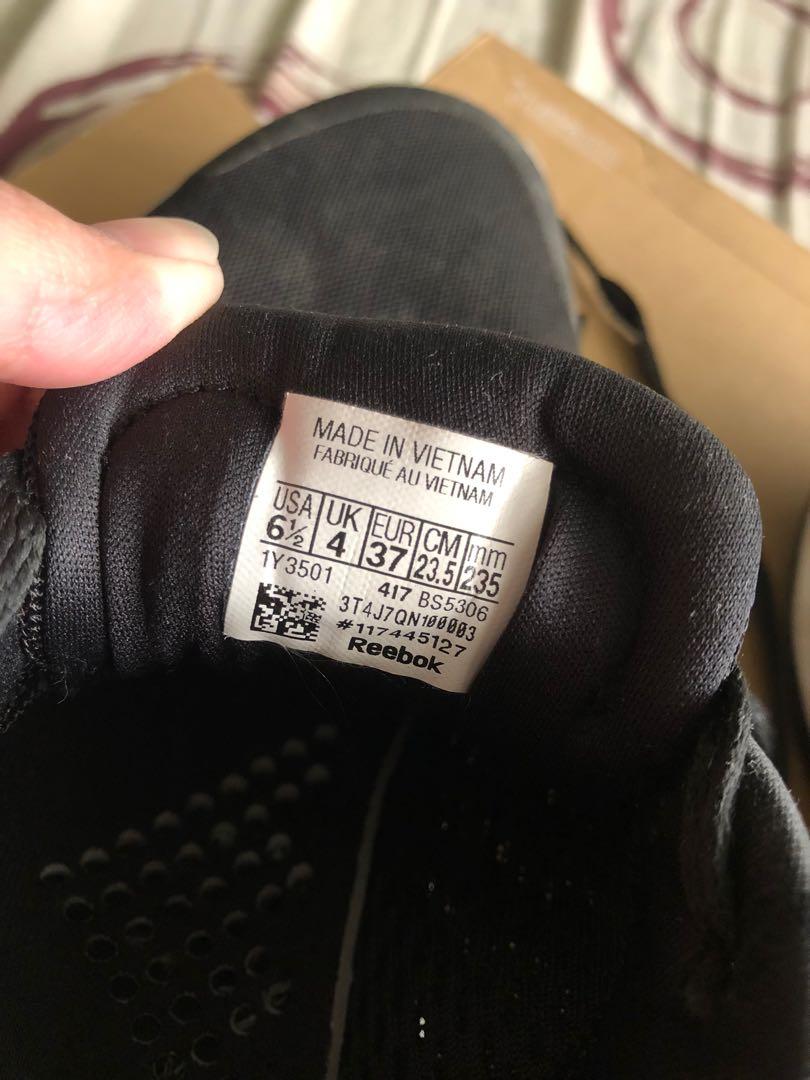 MADE IN VIETNAM
FABRIQUÉ AU VIETNAM
USA UK EUR CM mm
6½ 4 37 23.5 235
1Y3501 417 BS5306
3T4J7QN100003
#117445127
Reebok